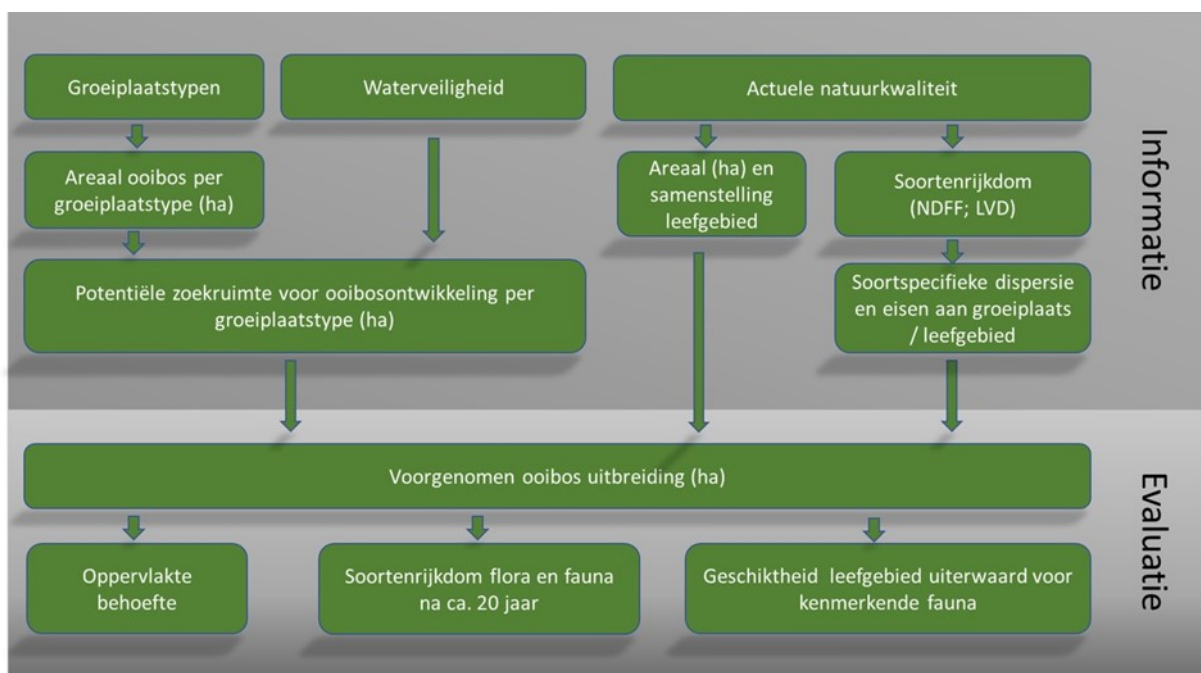 Groeiplaatstypen
Waterveiligheid
Actuele natuurkwaliteit
Areaal ooibos per
groeiplaatstype (ha)
Areaal (ha) en
samenstelling
leefgebied
Soortenrijkdom
(NDFF; LVD)
Potentiële zoekruimte voor ooibosontwikkeling per
groeiplaatstype (ha)
Soortspecifieke dispersie
en eisen aan groeiplaats
/ leefgebied
Informatie
Voorgenomen ooibos uitbreiding (ha)
Oppervlakte
behoefte
Soortenrijkdom flora en fauna
na ca. 20 jaar
Geschiktheid leefgebied uiterwaard voor
kenmerkende fauna
Evaluatie